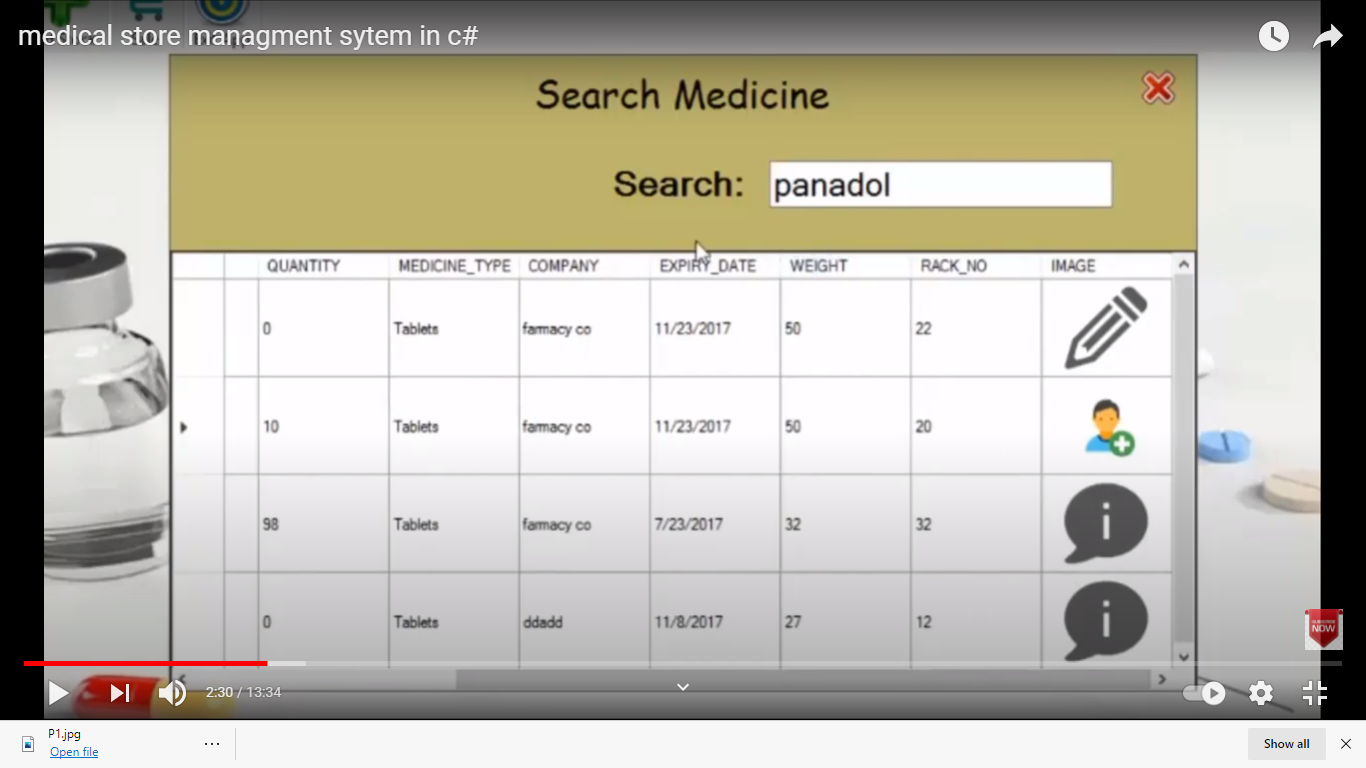 medical store managment sytem in c#
Search Medicine
Search: panadol
QUANTITY MEDICINE_TYPE COMPANY EXPIRY_DATE WEIGHT RACK_NO IMAGE
0 Tablets farmacy co 11/23/2017 50 22
10 Tablets farmacy co 11/23/2017 50 20
98 Tablets farmacy co 7/23/2017 32 32
0 Tablets ddadd 11/8/2017 27 12
SUBSCRIBE
NOW
2:30 / 13:34
P1.jpg
Open file
Show all